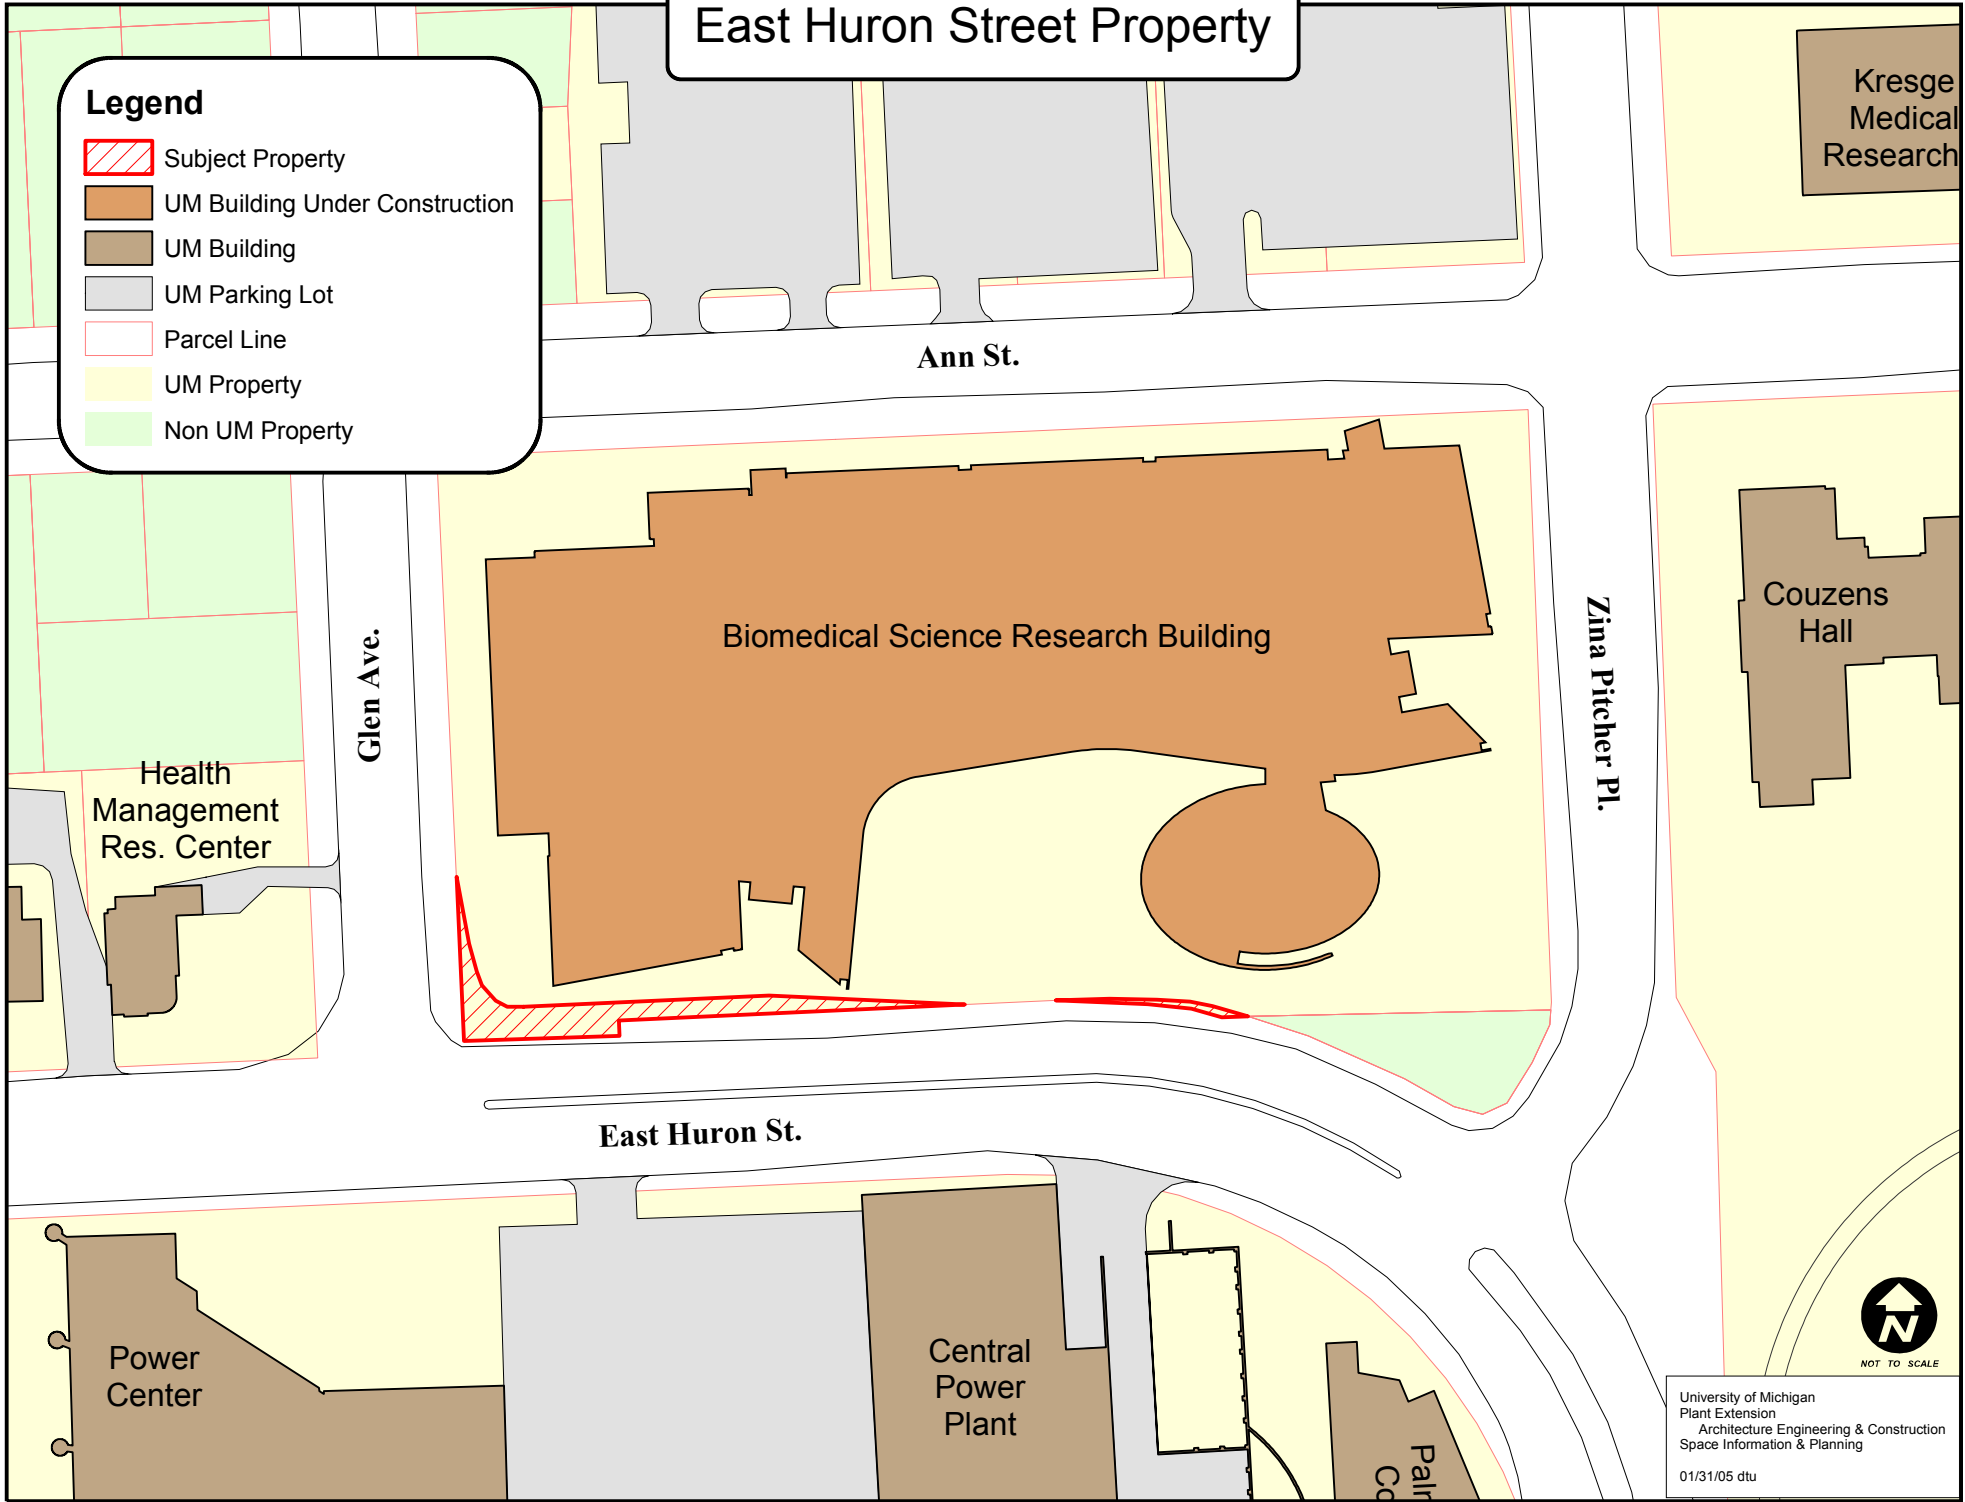 East Huron Street Property
Legend
Subject Property
UM Building Under Construction
UM Building
UM Parking Lot
Parcel Line
UM Property
Non UM Property
Kresge
Medical
Research
Ann St.
Biomedical Science Research Building
Couzens
Hall
Glen Ave.
Zina Pitcher Pl.
Health
Management
Res. Center
East Huron St.
Power
Center
Central
Power
Plant
N
NOT TO SCALE
University of Michigan
Plant Extension
Architecture Engineering & Construction
Space Information & Planning
01/31/05 dtu